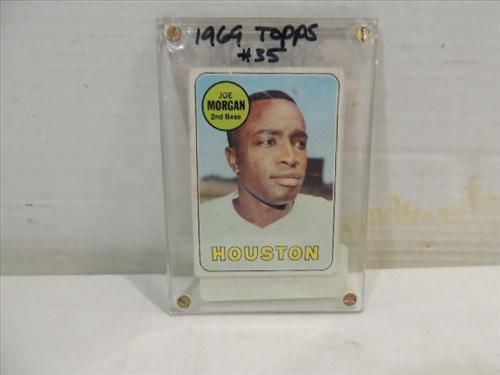 1969 TOPPS
#35
JOE
MORGAN
2nd Base
HOUSTON